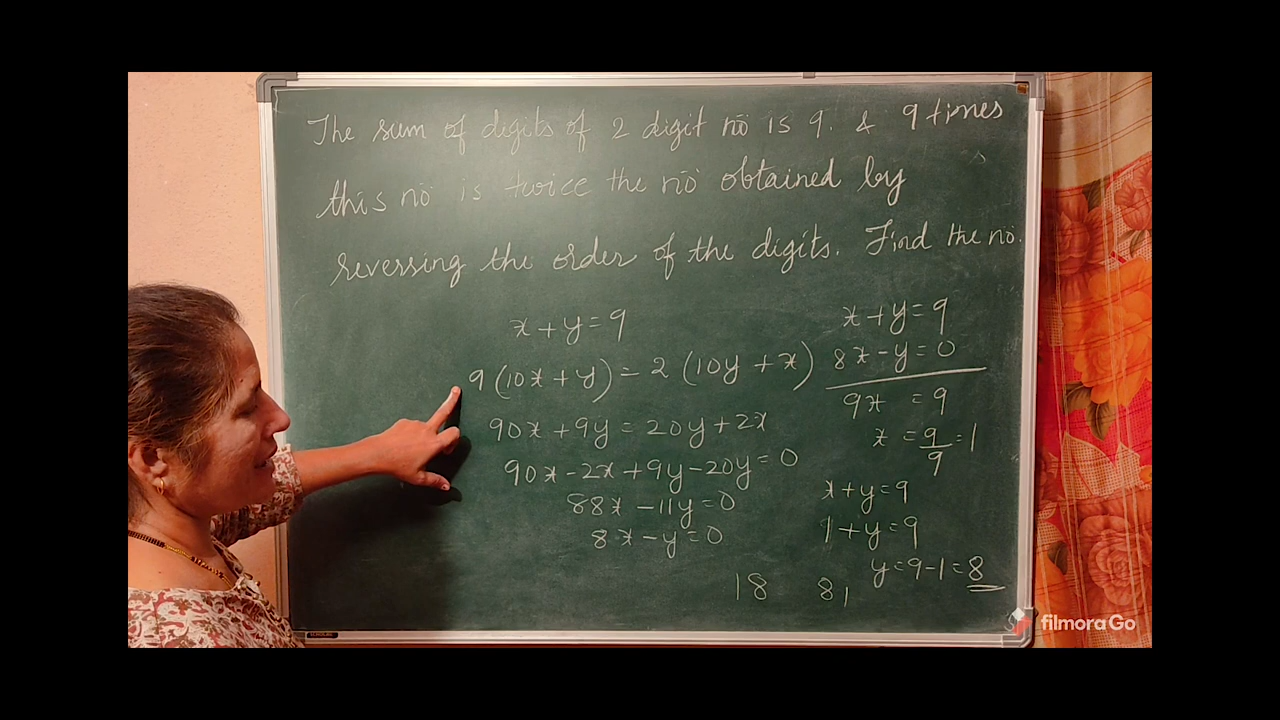 The sum of digits of 2 digit no is 9. & 9 times
this no is twice the no obtained by
reversing the order of the digits. Find the no.
x+y=9
9(10x+y)=2(10y+x)
90x+9y=20y+2x
90x-2x+9y-20y=0
88x-11y=0
8x-y=0
x+y=9
8x-y=0
9x =9
x=9/9=1
x+y=9
1+y=9
y=9-1=8
18 81
filmoraGo